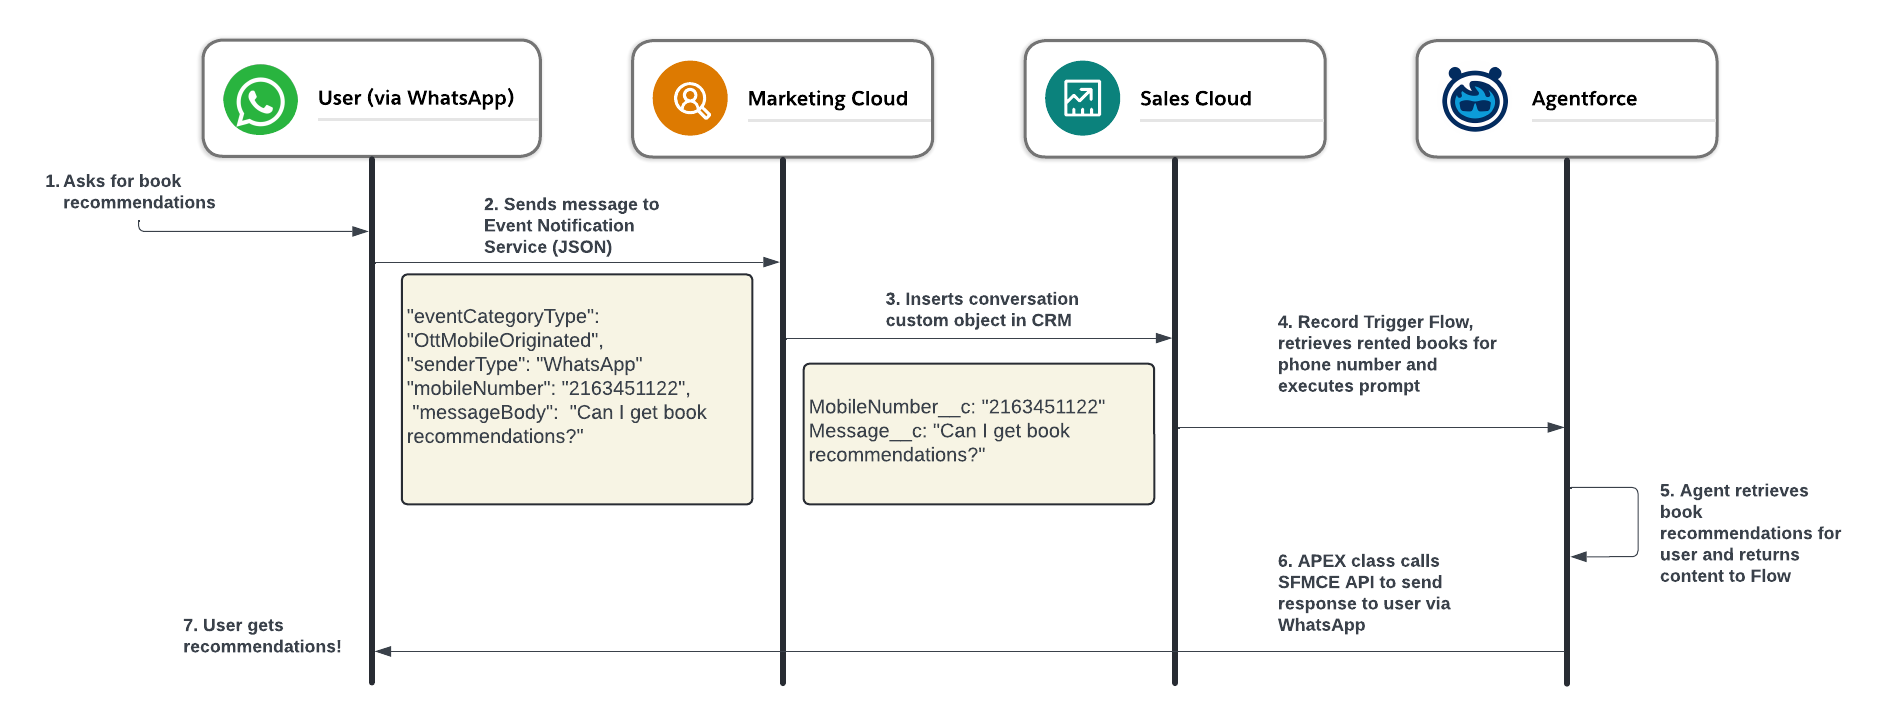 User (via WhatsApp)
Marketing Cloud
Sales Cloud
Agentforce
1. Asks for book
recommendations
2. Sends message to
Event Notification
Service (JSON)
"eventCategoryType":
"OttMobileOriginated",
"senderType": "WhatsApp"
"mobileNumber": "2163451122",
"messageBody":  "Can I get book
recommendations?"
3. Inserts conversation
custom object in CRM
MobileNumber__c: "2163451122"
Message__c: "Can I get book
recommendations?"
4. Record Trigger Flow,
retrieves rented books for
phone number and
executes prompt
5. Agent retrieves
book
recommendations for
user and returns
content to Flow
6. APEX class calls
SFMCE API to send
response to user via
WhatsApp
7. User gets
recommendations!